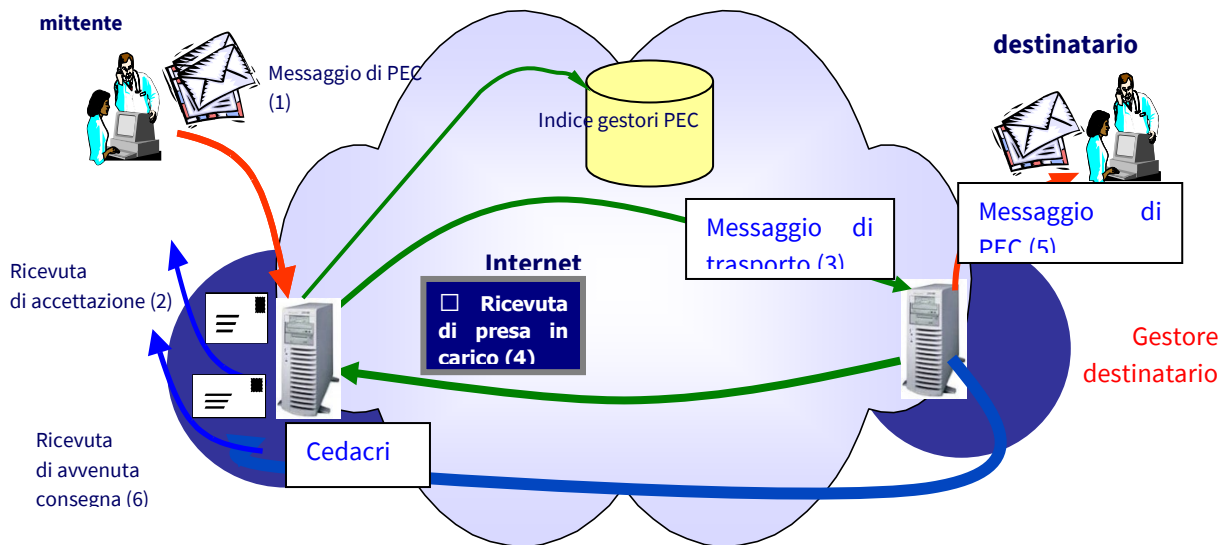 mittente
Messaggio di PEC
(1)
Indice gestori PEC
destinatario
Messaggio di
PEC (5)
Messaggio di
trasporto (3)
Internet
☐ Ricevuta
di presa in
carico (4)
Ricevuta
di accettazione (2)
Gestore
destinatario
Cedacri
Ricevuta
di avvenuta
consegna (6)